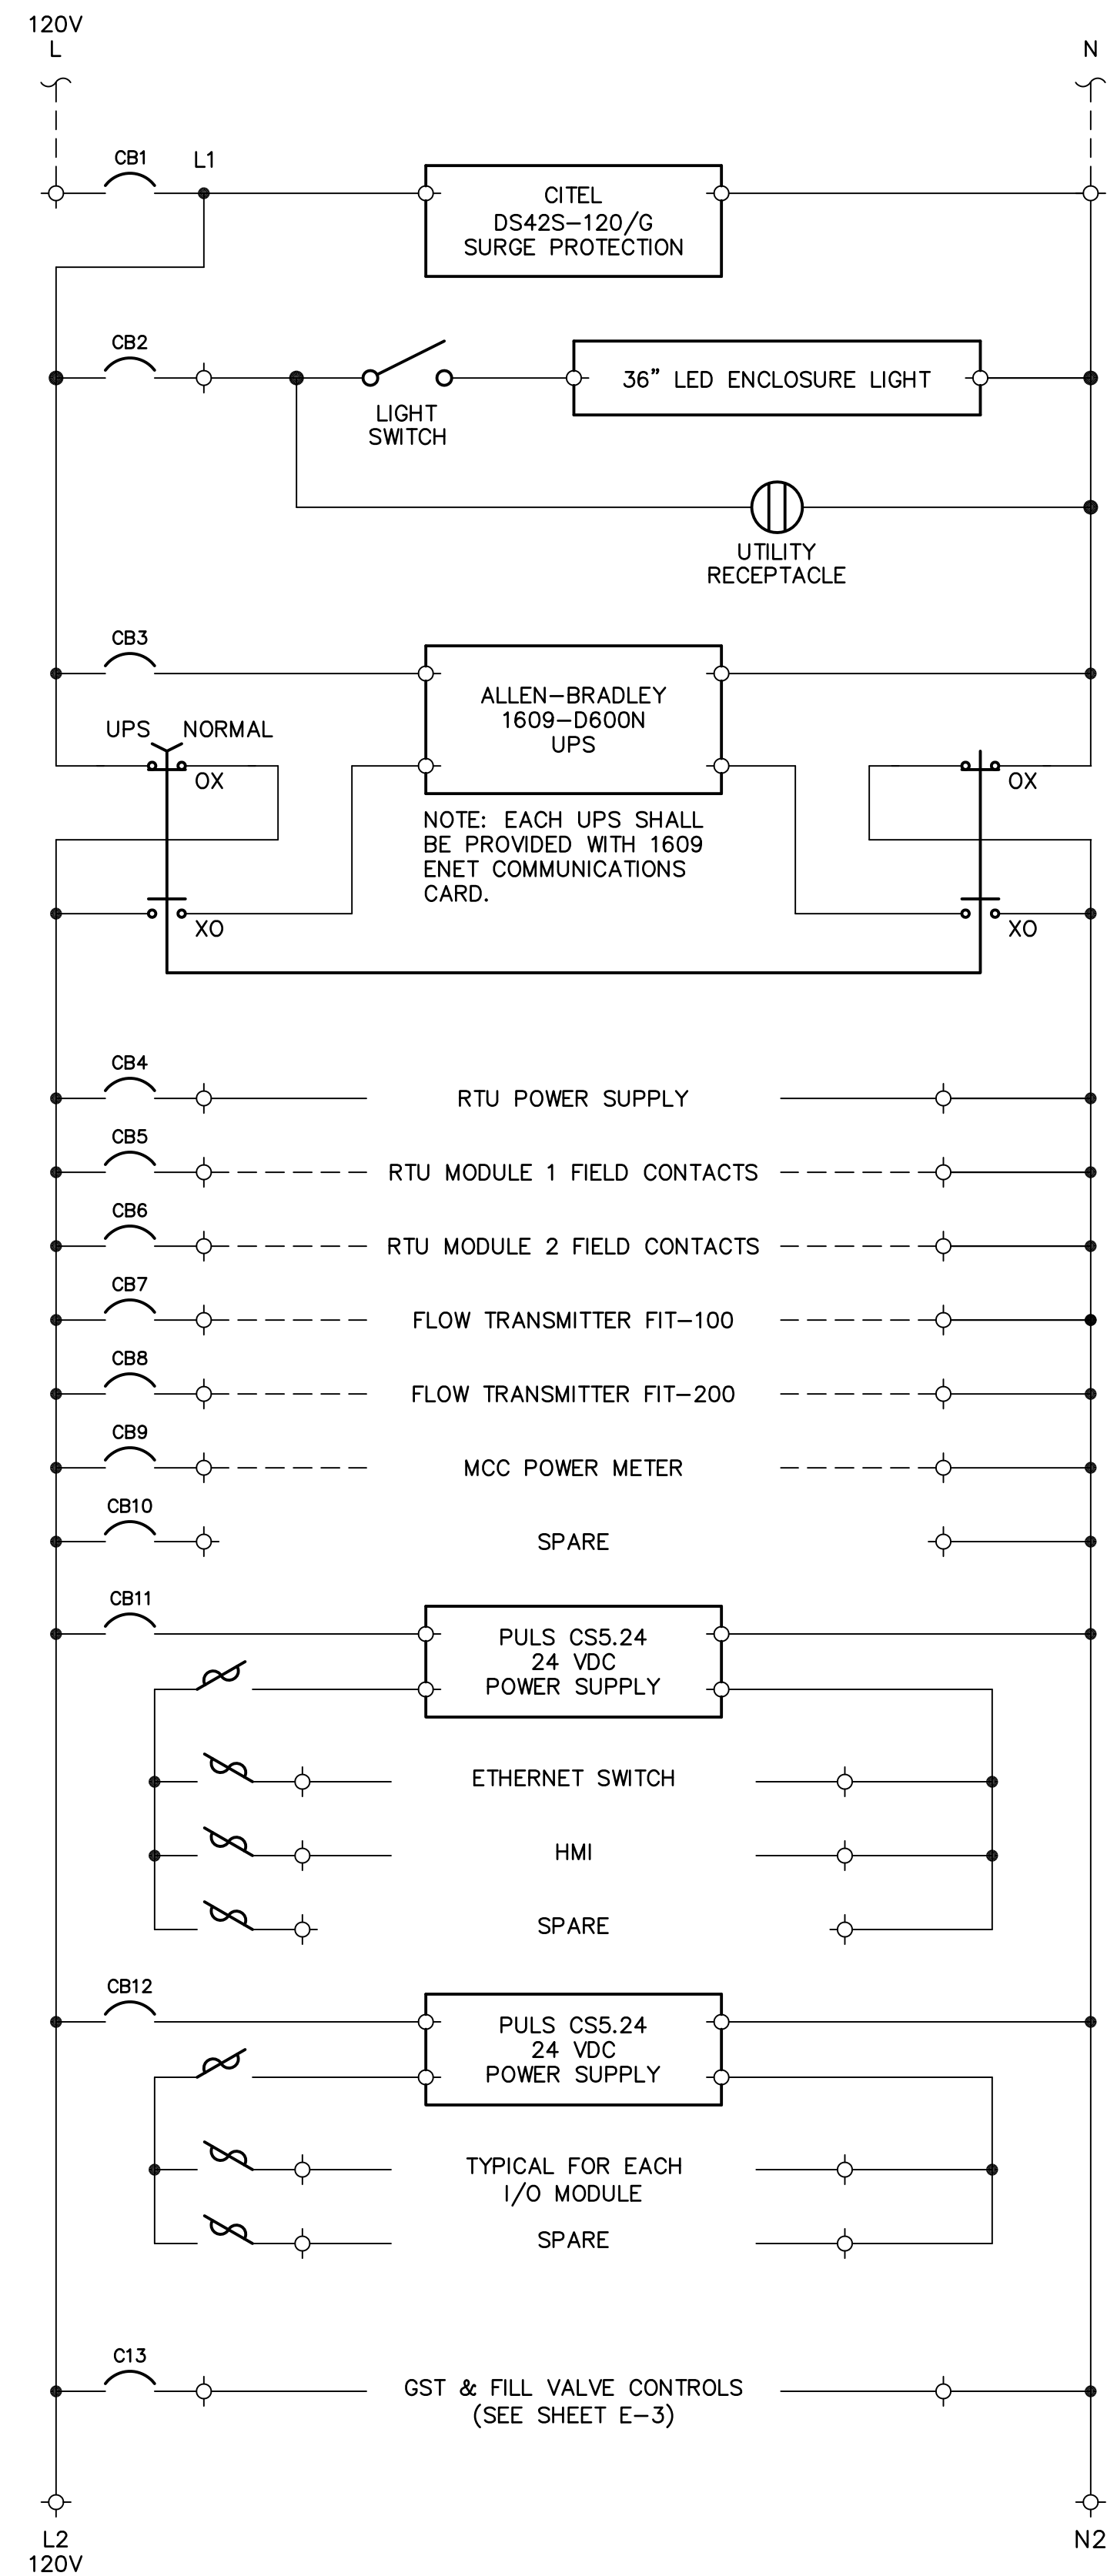 120V
L
N
CB1
L1
CITEL
DS42S-120/G
SURGE PROTECTION
CB2
36" LED ENCLOSURE LIGHT
LIGHT
SWITCH
UTILITY
RECEPTACLE
CB3
ALLEN-BRADLEY
1609-D600N
UPS
UPS NORMAL
OX
OX
NOTE: EACH UPS SHALL
BE PROVIDED WITH 1609
ENET COMMUNICATIONS
CARD.
XO
XO
CB4
RTU POWER SUPPLY
CB5
RTU MODULE 1 FIELD CONTACTS
CB6
RTU MODULE 2 FIELD CONTACTS
CB7
FLOW TRANSMITTER FIT-100
CB8
FLOW TRANSMITTER FIT-200
CB9
MCC POWER METER
CB10
SPARE
CB11
PULS CS5.24
24 VDC
POWER SUPPLY
ETHERNET SWITCH
HMI
SPARE
CB12
PULS CS5.24
24 VDC
POWER SUPPLY
TYPICAL FOR EACH
I/O MODULE
SPARE
C13
GST & FILL VALVE CONTROLS
(SEE SHEET E-3)
L2
120V
N2